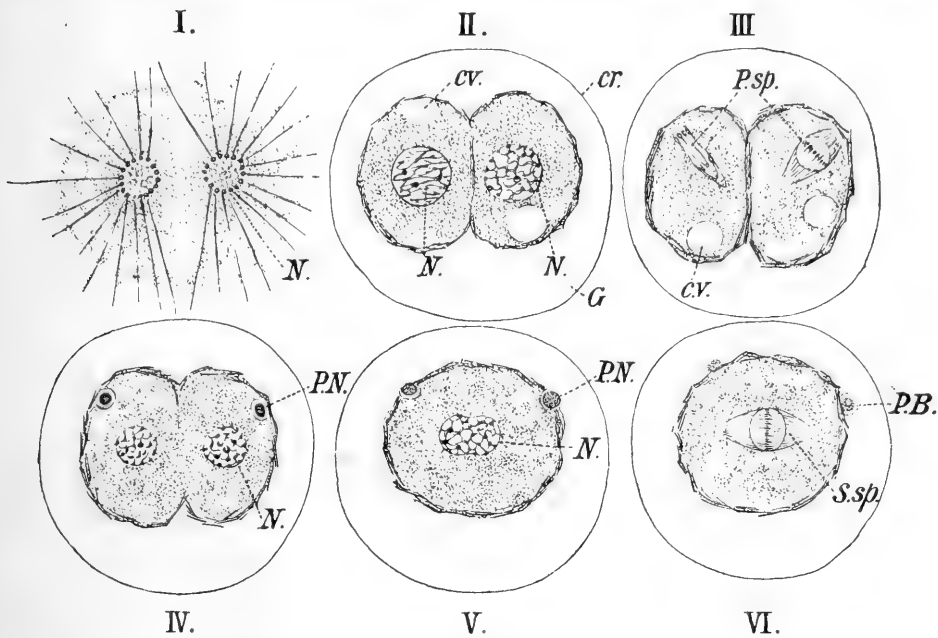 I. II. III
cv. cr. P.sp.
N. N. N. G c.v.
P.N. P.N. P.B.
N. N. S.sp.
IV. V. VI.